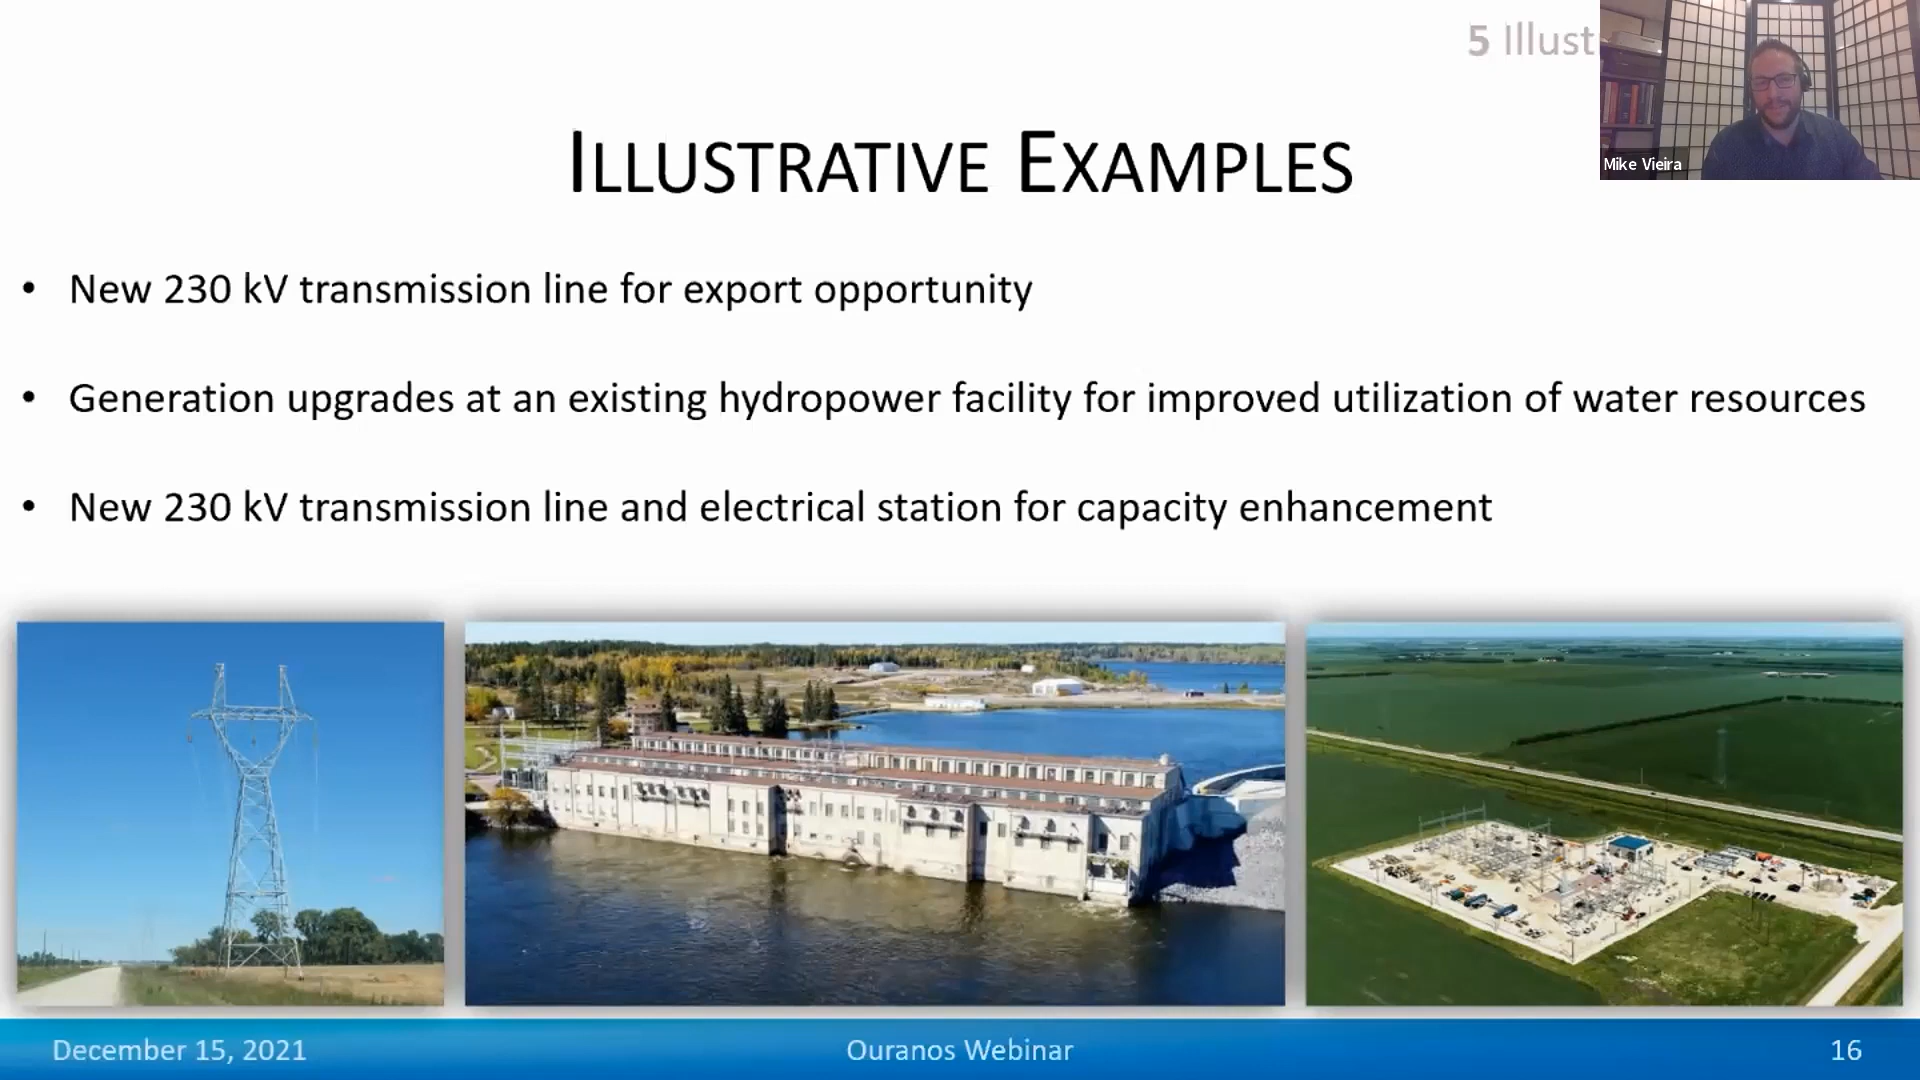 5 Illust
Mike Vieira
ILLUSTRATIVE EXAMPLES
• New 230 kV transmission line for export opportunity
• Generation upgrades at an existing hydropower facility for improved utilization of water resources
• New 230 kV transmission line and electrical station for capacity enhancement
December 15, 2021
Ouranos Webinar
16